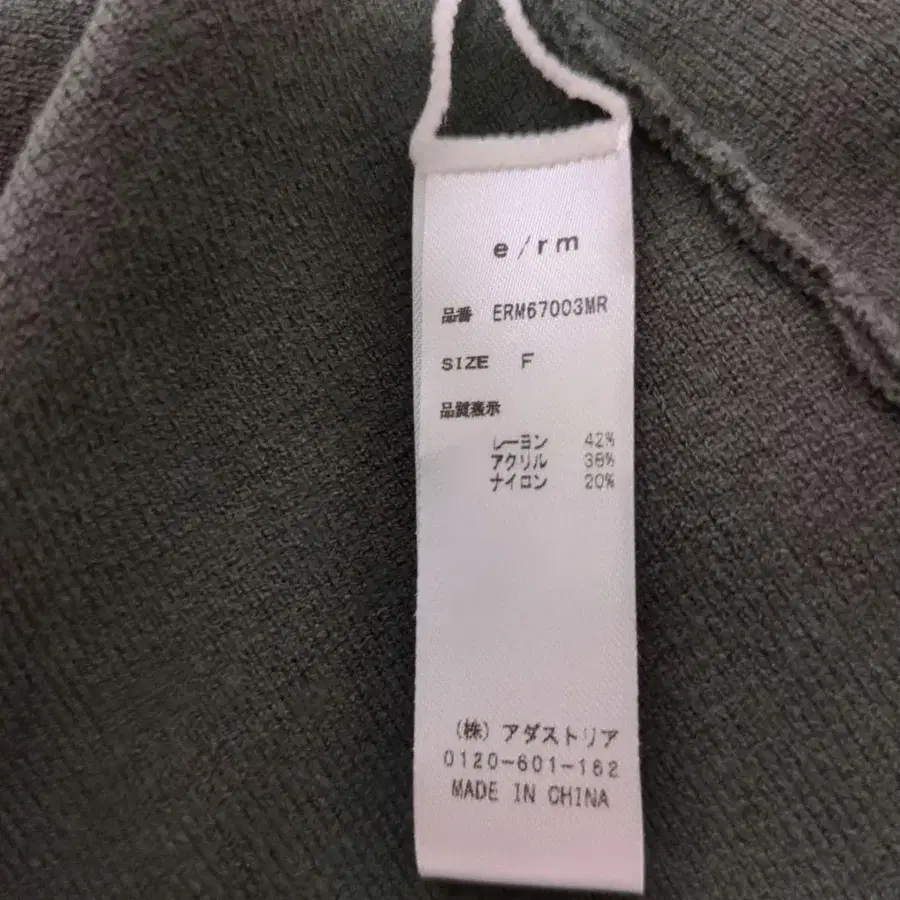 e/rm
品番 ERM67003MR
SIZE F
品質表示
レーヨン 42%
アクリル 38%
ナイロン 20%
(株)アダストリア
0120-601-162
MADE IN CHINA